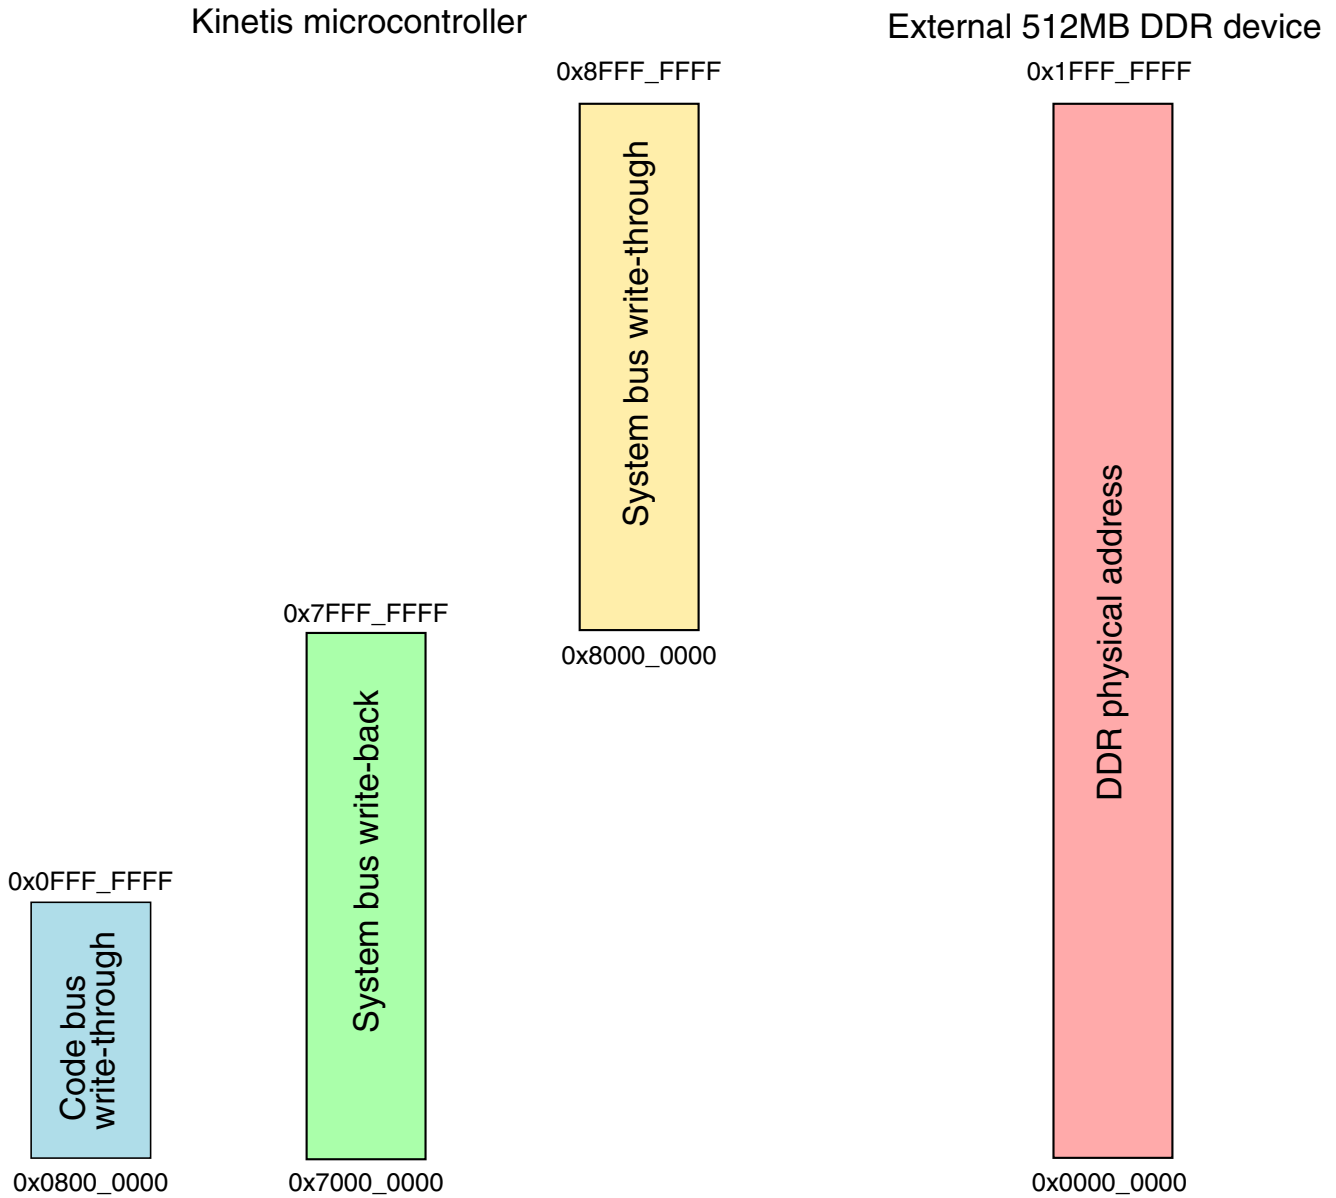 Kinetis microcontroller
External 512MB DDR device
0x8FFF_FFFF
0x1FFF_FFFF
System bus write-through
DDR physical address
0x7FFF_FFFF
0x8000_0000
System bus write-back
0x0FFF_FFFF
Code bus
write-through
0x0800_0000
0x7000_0000
0x0000_0000